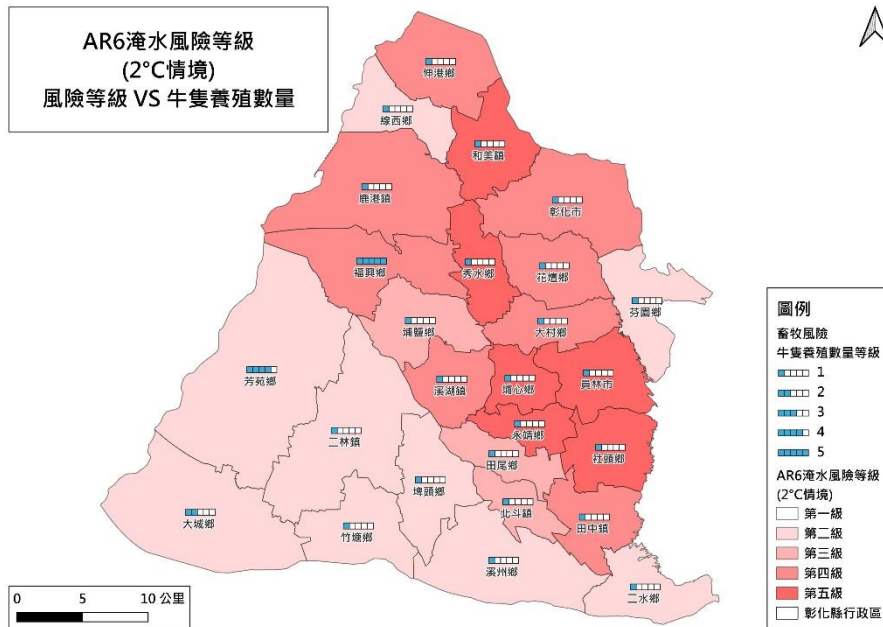 AR6淹水風險等級
(2°C情境)
風險等級 VS 牛隻養殖數量
伸港鄉
線西鄉
和美鎮
鹿港鎮
彰化市
福興鄉
秀水鄉
花壇鄉
芬園鄉
埔鹽鄉
大村鄉
芳苑鄉
溪湖鎮
埔心鄉
員林市
二林鎮
永靖鄉
田尾鄉
社頭鄉
埤頭鄉
大城鄉
北斗鎮
田中鎮
竹塘鄉
溪州鄉
二水鄉
圖例
畜牧風險
牛隻養殖數量等級
1
2
3
4
5
AR6淹水風險等級
(2°C情境)
第一級
第二級
第三級
第四級
第五級
彰化縣行政區
0 5 10 公里